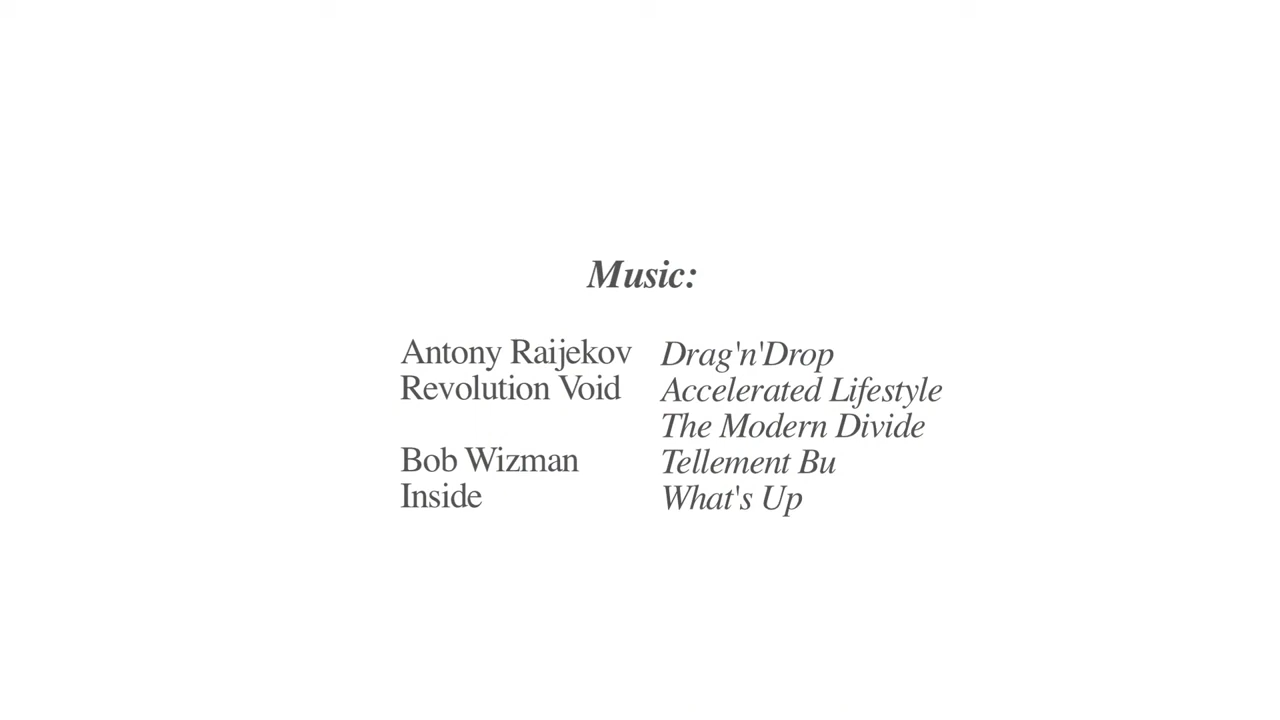 Music:
Antony Raijekov Drag'n'Drop
Revolution Void Accelerated Lifestyle
The Modern Divide
Bob Wizman Tellement Bu
Inside What's Up